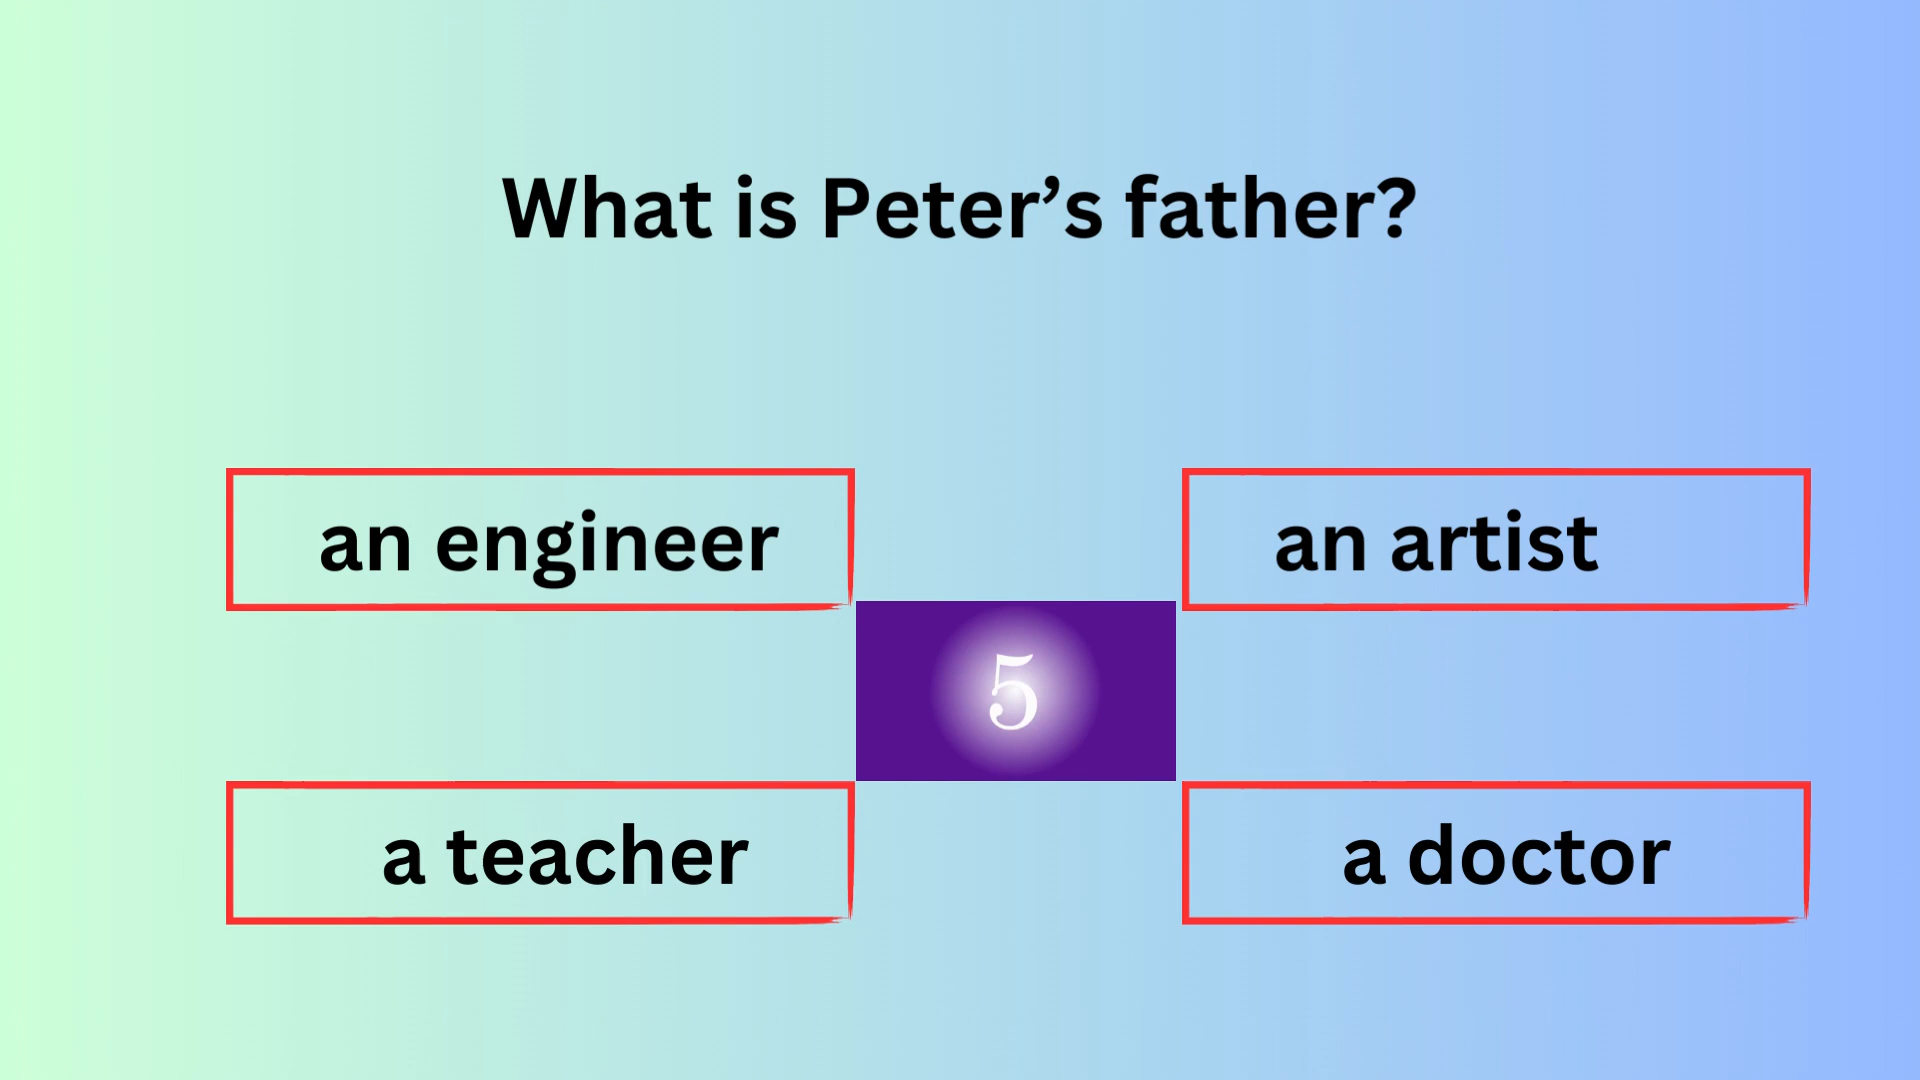 What is Peter’s father?
an engineer
an artist
5
a teacher
a doctor